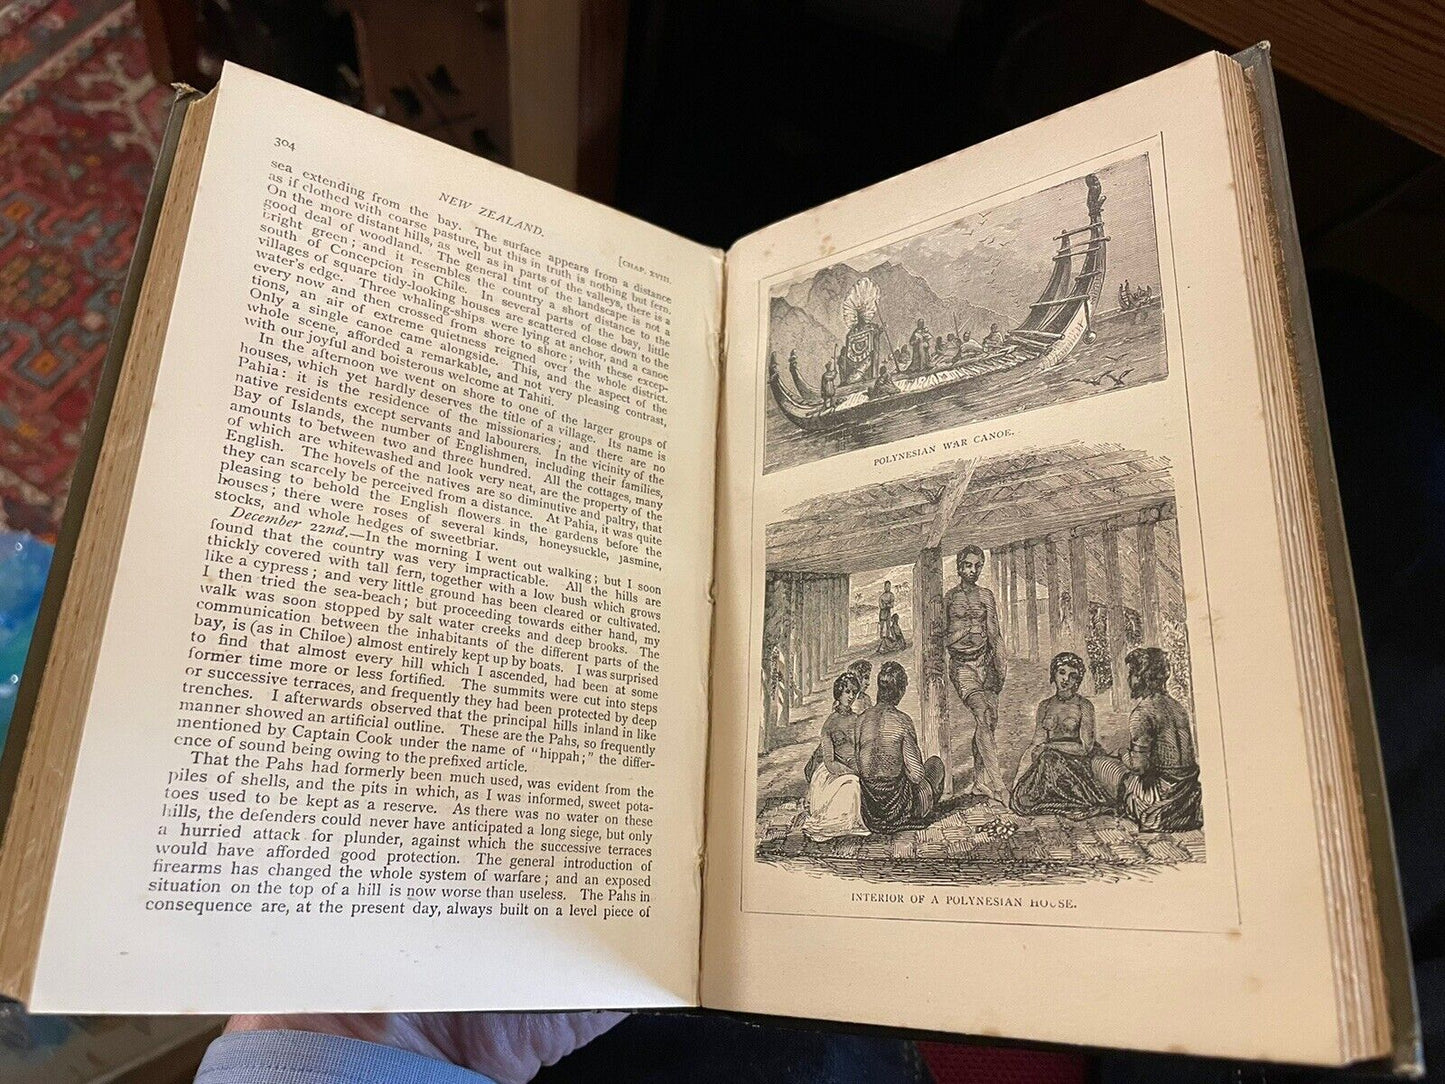 304
NEW ZEALAND.
[CHAP. XVIII.
sea extending from the bay. The surface appears from a distance
as if clothed with coarse pasture, but this in truth is nothing but fern.
On the more distant hills, as well as in parts of the valleys, there is a
good deal of woodland. The general tint of the landscape is not a
bright green; and it resembles the country a short distance to the
south of Concepcion in Chile. In several parts of the bay, little
villages of square tidy-looking houses are scattered close down to the
water's edge. Three whaling-ships were lying at anchor, and a canoe
every now and then crossed from shore to shore; with these excep-
tions, an air of extreme quietness reigned over the whole district.
Only a single canoe came alongside. This, and the aspect of the
whole scene, afforded a remarkable, and not very pleasing contrast,
with our joyful and boisterous welcome at Tahiti.
In the afternoon we went on shore to one of the larger groups of
houses, which yet hardly deserves the title of a village. Its name is
Pahia: it is the residence of the missionaries; and there are no
native residents except servants and labourers. In the vicinity of the
Bay of Islands, the number of Englishmen, including their families,
amounts to between two and three hundred. All the cottages, many
of which are whitewashed and look very neat, are the property of the
English. The hovels of the natives are so diminutive and paltry, that
they can scarcely be perceived from a distance. At Pahia, it was quite
pleasing to behold the English flowers in the gardens before the
houses; there were roses of several kinds, honeysuckle, jasmine,
stocks, and whole hedges of sweetbriar.
December 22nd.—In the morning I went out walking; but I soon
found that the country was very impracticable. All the hills are
thickly covered with tall fern, together with a low bush which grows
like a cypress; and very little ground has been cleared or cultivated.
I then tried the sea-beach; but proceeding towards either hand, my
walk was soon stopped by salt water creeks and deep brooks. The
communication between the inhabitants of the different parts of the
bay, is (as in Chiloe) almost entirely kept up by boats. I was surprised
to find that almost every hill which I ascended, had been at some
former time more or less fortified. The summits were cut into steps
or successive terraces, and frequently they had been protected by deep
trenches. I afterwards observed that the principal hills inland in like
manner showed an artificial outline. These are the Pahs, so frequently
mentioned by Captain Cook under the name of "hippah;" the differ-
ence of sound being owing to the prefixed article.
That the Pahs had formerly been much used, was evident from the
piles of shells, and the pits in which, as I was informed, sweet pota-
toes used to be kept as a reserve. As there was no water on these
hills, the defenders could never have anticipated a long siege, but only
a hurried attack for plunder, against which the successive terraces
would have afforded good protection. The general introduction of
firearms has changed the whole system of warfare; and an exposed
situation on the top of a hill is now worse than useless. The Pahs in
consequence are, at the present day, always built on a level piece of
POLYNESIAN WAR CANOE.
INTERIOR OF A POLYNESIAN HOUSE.